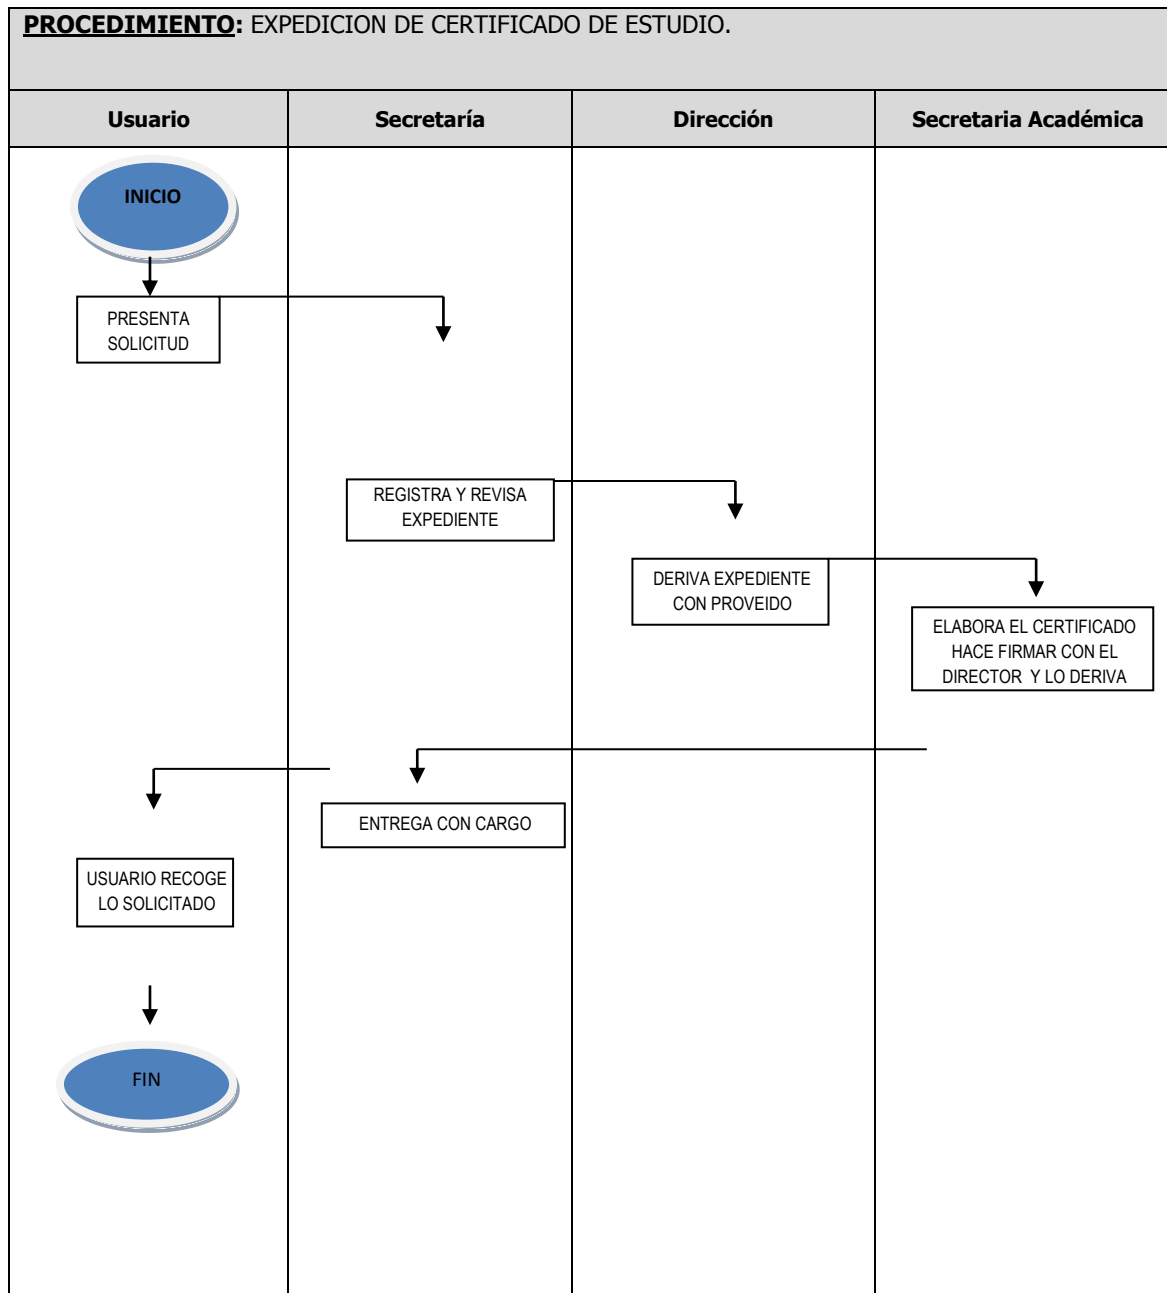 PROCEDIMIENTO: EXPEDICION DE CERTIFICADO DE ESTUDIO.
Usuario
Secretaría
Dirección
Secretaria Académica
INICIO
PRESENTA
SOLICITUD
REGISTRA Y REVISA
EXPEDIENTE
DERIVA EXPEDIENTE
CON PROVEIDO
ELABORA EL CERTIFICADO
HACE FIRMAR CON EL
DIRECTOR Y LO DERIVA
ENTREGA CON CARGO
USUARIO RECOGE
LO SOLICITADO
FIN